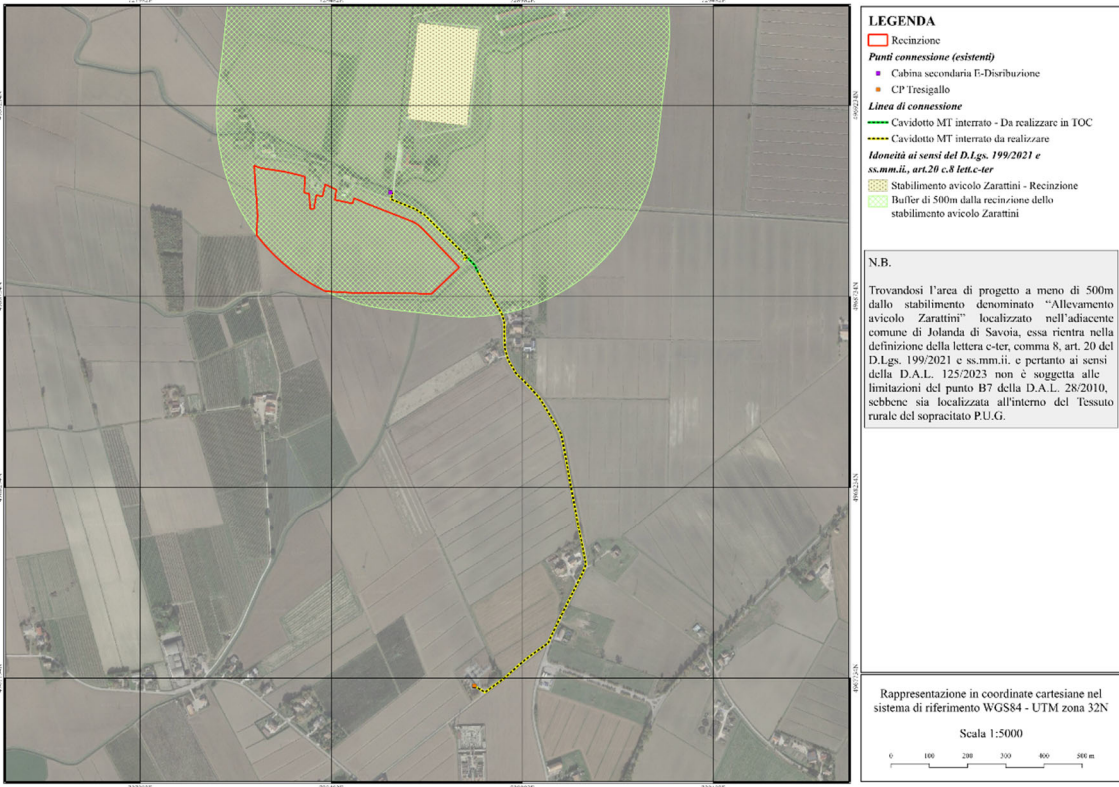 LEGENDA
Recinzione
Punti connessione (esistenti)
Cabina secondaria E-Disribuzione
CP Tresigallo
Linea di connessione
Cavidotto MT interrato - Da realizzare in TOC
Cavidotto MT interrato da realizzare
Idoneità ai sensi del D.Lgs. 199/2021 e
ss.mm.ii., art.20 c.8 lett.c-ter
Stabilimento avicolo Zarattini - Recinzione
Buffer di 500m dalla recinzione dello
stabilimento avicolo Zarattini
N.B.
Trovandosi l'area di progetto a meno di 500m
dallo stabilimento denominato “Allevamento
avicolo Zarattini” localizzato nell'adiacente
comune di Jolanda di Savoia, essa rientra nella
definizione della lettera c-ter, comma 8, art. 20 del
D.Lgs. 199/2021 e ss.mm.ii. e pertanto ai sensi
della D.A.L. 125/2023 non è soggetta alle
limitazioni del punto B7 della D.A.L. 28/2010,
sebbene sia localizzata all'interno del Tessuto
rurale del sopracitato P.U.G.
Rappresentazione in coordinate cartesiane nel
sistema di riferimento WGS84 - UTM zona 32N
Scala 1:5000
0 100 200 300 400 500 m